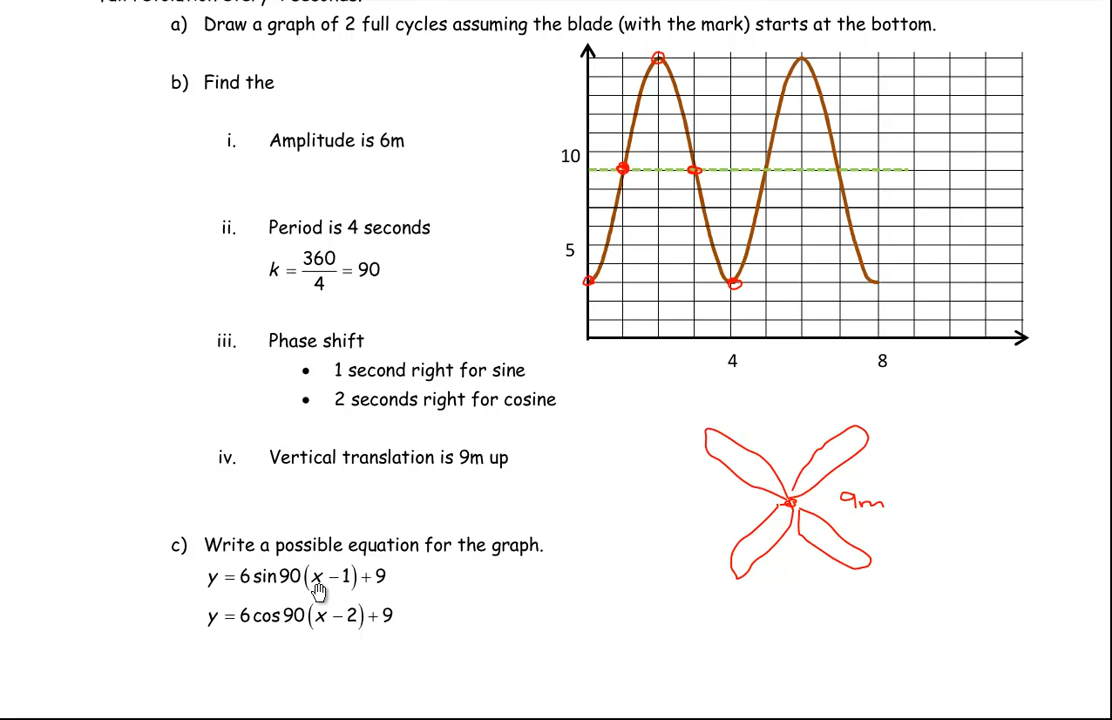 a) Draw a graph of 2 full cycles assuming the blade (with the mark) starts at the bottom.
b) Find the
i. Amplitude is 6m
10
ii. Period is 4 seconds
5
k = 360/4 = 90
iii. Phase shift
4 8
• 1 second right for sine
• 2 seconds right for cosine
iv. Vertical translation is 9m up
9m
c) Write a possible equation for the graph.
y = 6 sin 90(x − 1) + 9
y = 6 cos 90(x − 2) + 9